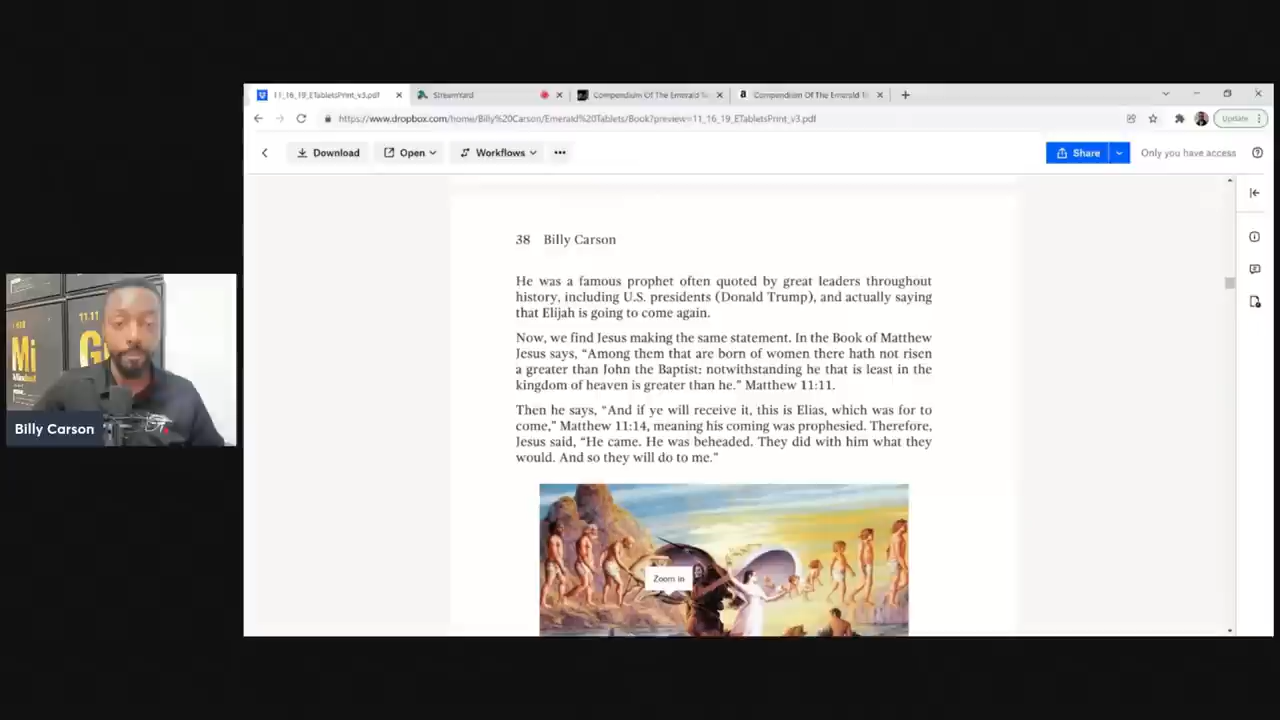 11_16_19_ETabletsPrint_v3.pdf
StreamYard
Compendium Of The Emerald Ta
Compendium Of The Emerald T
https://www.dropbox.com/home/Billy%20Carson/Emerald%20Tablets/Book?preview=11_16_19_ETabletsPrint_v3.pdf
Update
Download
Open
Workflows
Share
Only you have access
38 Billy Carson
He was a famous prophet often quoted by great leaders throughout
history, including U.S. presidents (Donald Trump), and actually saying
that Elijah is going to come again.
Now, we find Jesus making the same statement. In the Book of Matthew
Jesus says, “Among them that are born of women there hath not risen
a greater than John the Baptist: notwithstanding he that is least in the
kingdom of heaven is greater than he.” Matthew 11:11.
Then he says, “And if ye will receive it, this is Elias, which was for to
come,” Matthew 11:14, meaning his coming was prophesied. Therefore,
Jesus said, “He came. He was beheaded. They did with him what they
would. And so they will do to me.”
Zoom in
11.11
Mi
G
Billy Carson